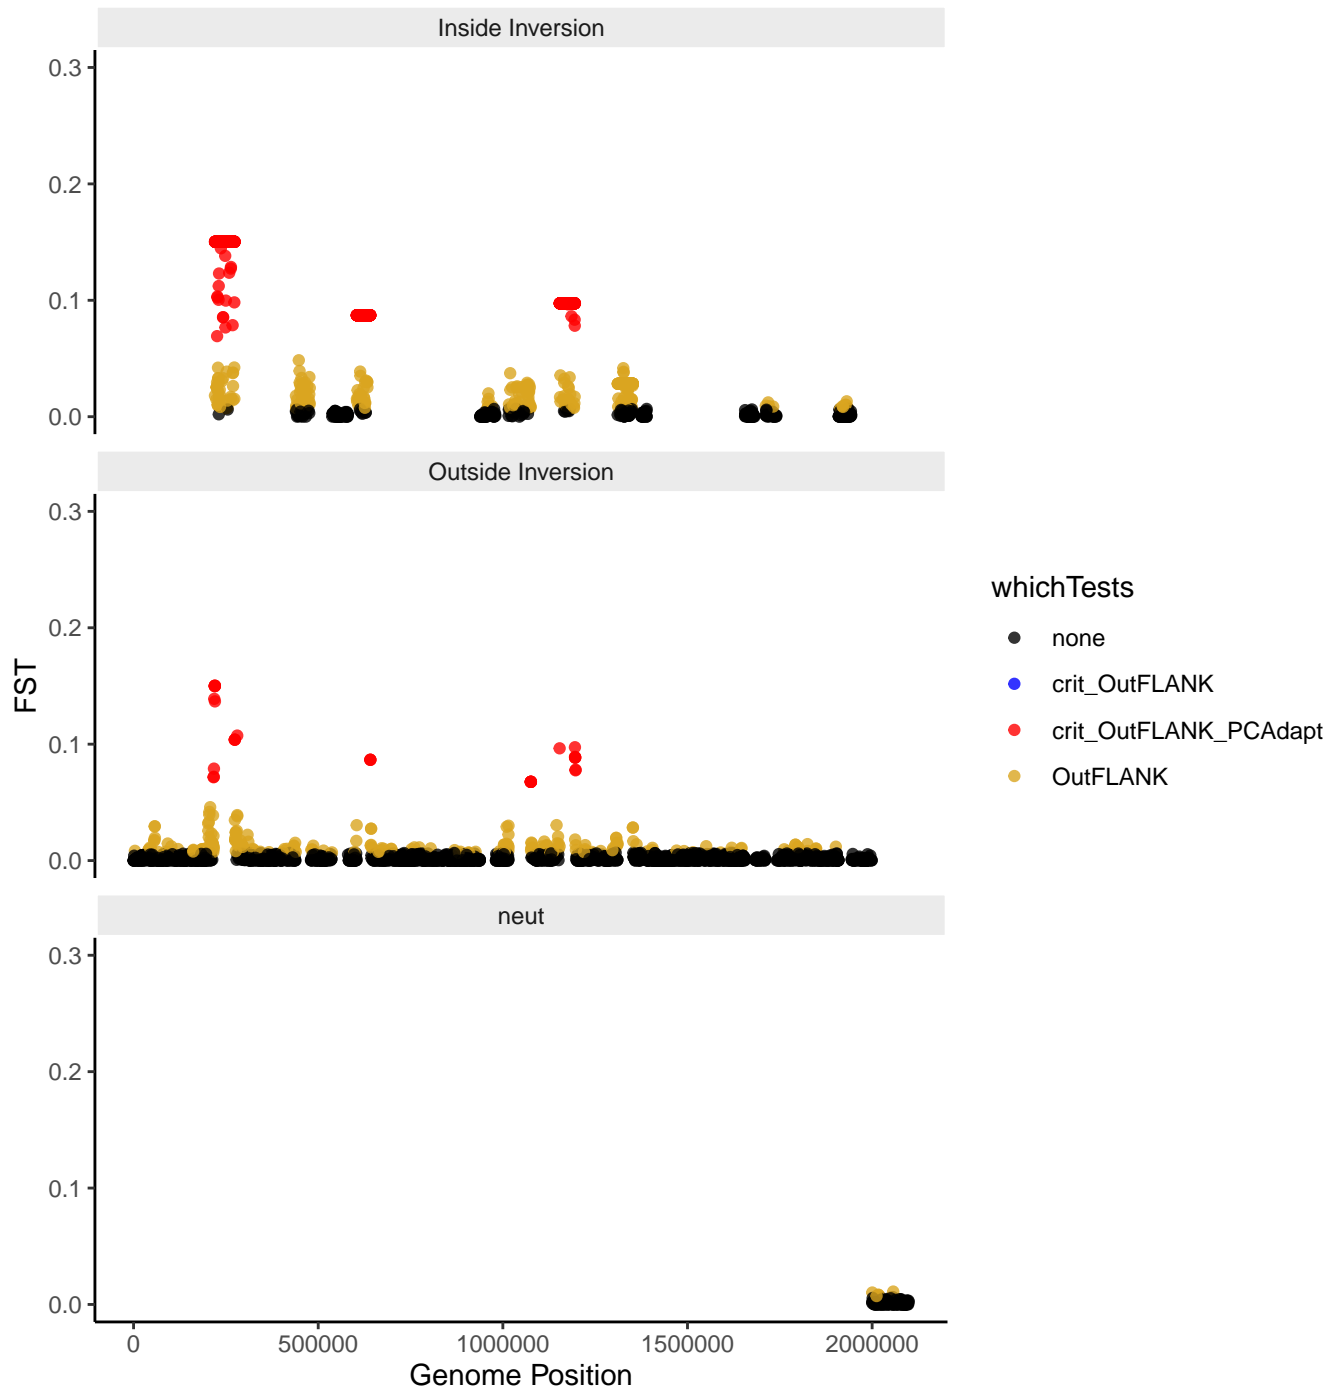 Inside Inversion
0.3
0.2
0.1
0.0
Outside Inversion
0.3
0.2
0.1
0.0
neut
0.3
0.2
0.1
0.0
0 500000 1000000 1500000 2000000
Genome Position
FST
whichTests
none
crit_OutFLANK
crit_OutFLANK_PCAdapt
OutFLANK